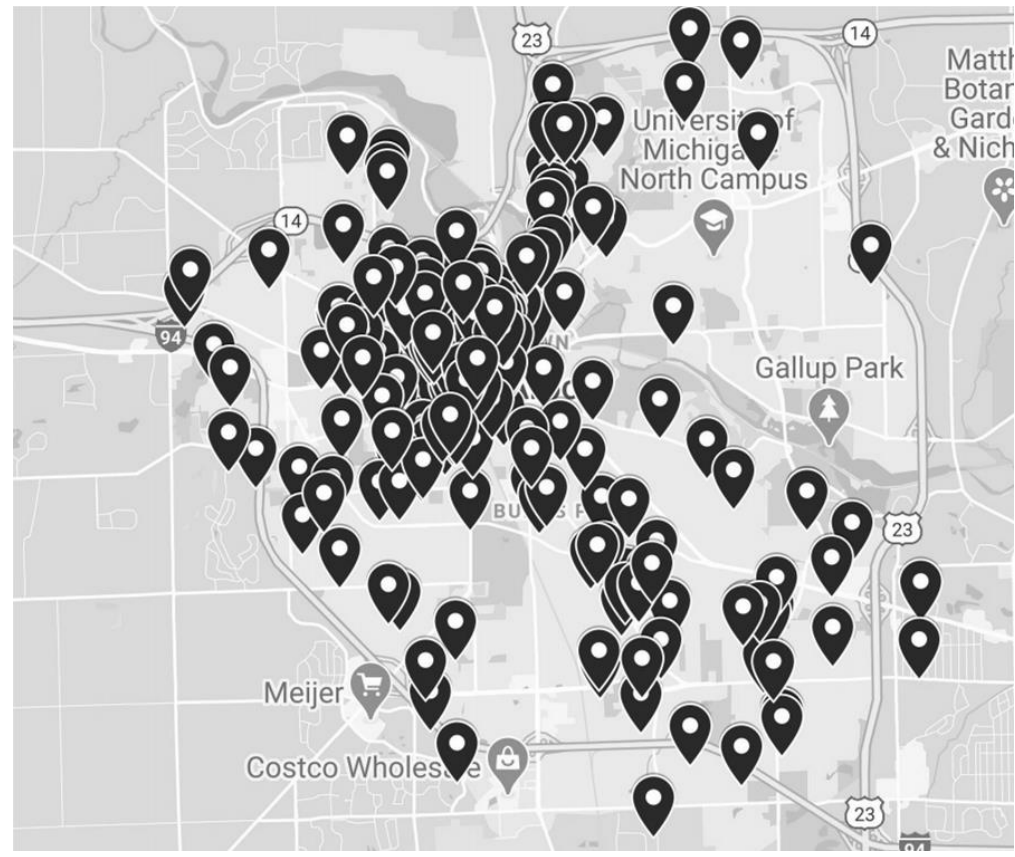 23
14
Matth
Botan
Garde
& Nich
University of
Michigan
North Campus
14
94
Gallup Park
23
Meijer
Costco Wholesale
23
94